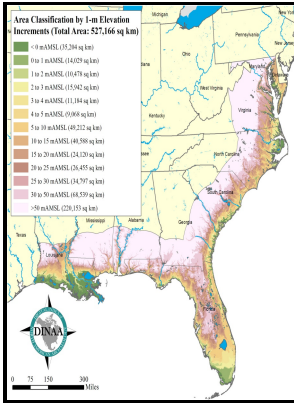 Area Classification by 1-m Elevation
Increments (Total Area: 527,166 sq km)
< 0 mAMSL (35,204 sq km)
0 to 1 mAMSL (14,029 sq km)
1 to 2 mAMSL (10,478 sq km)
2 to 3 mAMSL (15,942 sq km)
3 to 4 mAMSL (11,184 sq km)
4 to 5 mAMSL (9,068 sq km)
5 to 10 mAMSL (49,212 sq km)
10 to 15 mAMSL (40,588 sq km)
15 to 20 mAMSL (24,120 sq km)
20 to 25 mAMSL (26,455 sq km)
25 to 30 mAMSL (34,797 sq km)
30 to 50 mAMSL (68,539 sq km)
>50 mAMSL (220,153 sq km)
Michigan
New York
Ohio
Maryland
Delaware
West Virginia
Virginia
Kentucky
North Carolina
South Carolina
Mississippi
Alabama
Georgia
Texas
Louisiana
Florida
DINAA
0 75 150 300
Miles